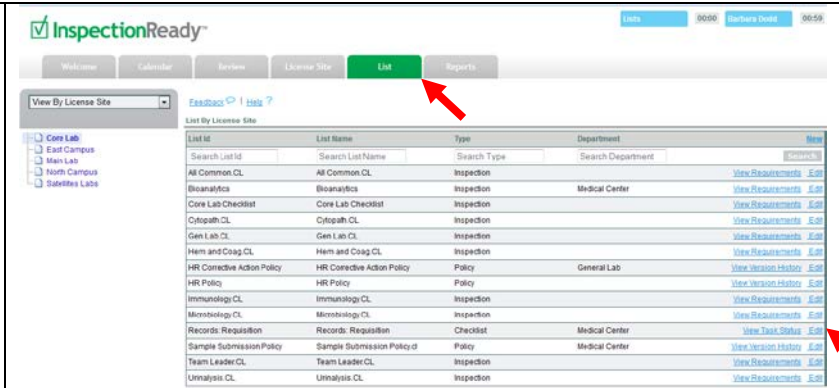 InspectionReady™
Lists 00:00 Barbara Dodd 00:59
Welcome Calendar Review License Site List Reports
View By License Site
Feedback | Help ?
List By License Site
Core Lab
East Campus
Main Lab
North Campus
Satellites Labs
List Id List Name Type Department New
Search List Id Search List Name Search Type Search Department Search
All Common.CL All Common.CL Inspection View Requirements Edit
Bioanalytics Bioanalytics Inspection Medical Center View Requirements Edit
Core Lab Checklist Core Lab Checklist Inspection View Requirements Edit
Cytopath.CL Cytopath.CL Inspection View Requirements Edit
Gen Lab.CL Gen Lab.CL Inspection View Requirements Edit
Hem and Coag.CL Hem and Coag.CL Inspection View Requirements Edit
HR Corrective Action Policy HR Corrective Action Policy Policy General Lab View Version History Edit
HR Policy HR Policy Policy View Version History Edit
Immunology.CL Immunology.CL Inspection View Requirements Edit
Microbiology.CL Microbiology.CL Inspection View Requirements Edit
Records: Requisition Records: Requisition Checklist Medical Center View Task Status Edit
Sample Submission Policy Sample Submission Policy.cl Policy Medical Center View Version History Edit
Team Leader.CL Team Leader.CL Inspection View Requirements Edit
Urinalysis.CL Urinalysis.CL Inspection View Requirements Edit